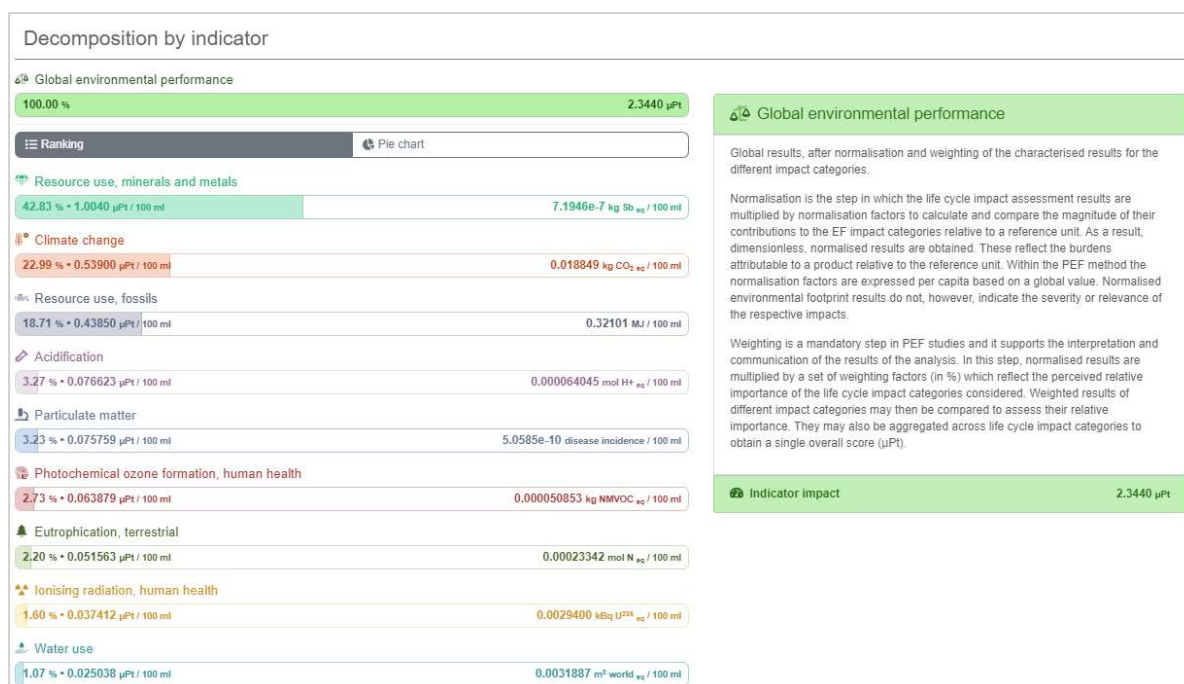 Decomposition by indicator
Global environmental performance
100.00 % 2.3440 µPt
Ranking Pie chart
Resource use, minerals and metals
42.83 % • 1.0040 µPt / 100 ml 7.1946e-7 kg Sb eq / 100 ml
Climate change
22.99 % • 0.53900 µPt / 100 ml 0.018849 kg CO₂ eq / 100 ml
Resource use, fossils
18.71 % • 0.43850 µPt / 100 ml 0.32101 MJ / 100 ml
Acidification
3.27 % • 0.076623 µPt / 100 ml 0.000064045 mol H+ eq / 100 ml
Particulate matter
3.23 % • 0.075759 µPt / 100 ml 5.0585e-10 disease incidence / 100 ml
Photochemical ozone formation, human health
2.73 % • 0.063879 µPt / 100 ml 0.000050853 kg NMVOC eq / 100 ml
Eutrophication, terrestrial
2.20 % • 0.051563 µPt / 100 ml 0.00023342 mol N eq / 100 ml
Ionising radiation, human health
1.60 % • 0.037412 µPt / 100 ml 0.0029400 kBq U²³⁵ eq / 100 ml
Water use
1.07 % • 0.025038 µPt / 100 ml 0.0031887 m³ world eq / 100 ml
Global environmental performance
Global results, after normalisation and weighting of the characterised results for the
different impact categories.
Normalisation is the step in which the life cycle impact assessment results are
multiplied by normalisation factors to calculate and compare the magnitude of their
contributions to the EF impact categories relative to a reference unit. As a result,
dimensionless, normalised results are obtained. These reflect the burdens
attributable to a product relative to the reference unit. Within the PEF method the
normalisation factors are expressed per capita based on a global value. Normalised
environmental footprint results do not, however, indicate the severity or relevance of
the respective impacts.
Weighting is a mandatory step in PEF studies and it supports the interpretation and
communication of the results of the analysis. In this step, normalised results are
multiplied by a set of weighting factors (in %) which reflect the perceived relative
importance of the life cycle impact categories considered. Weighted results of
different impact categories may then be compared to assess their relative
importance. They may also be aggregated across life cycle impact categories to
obtain a single overall score (µPt).
Indicator impact 2.3440 µPt